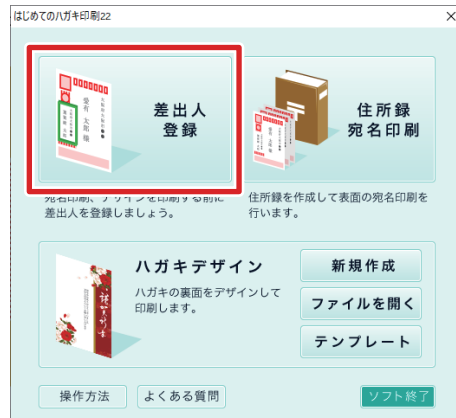 はじめてのハガキ印刷22
差出人
登録
住所録
宛名印刷
宛名印刷、デザインを印刷する前に
差出人を登録しましょう。
住所録を作成して表面の宛名印刷を
行います。
ハガキデザイン
ハガキの裏面をデザインして
印刷します。
新規作成
ファイルを開く
テンプレート
操作方法
よくある質問
ソフト終了